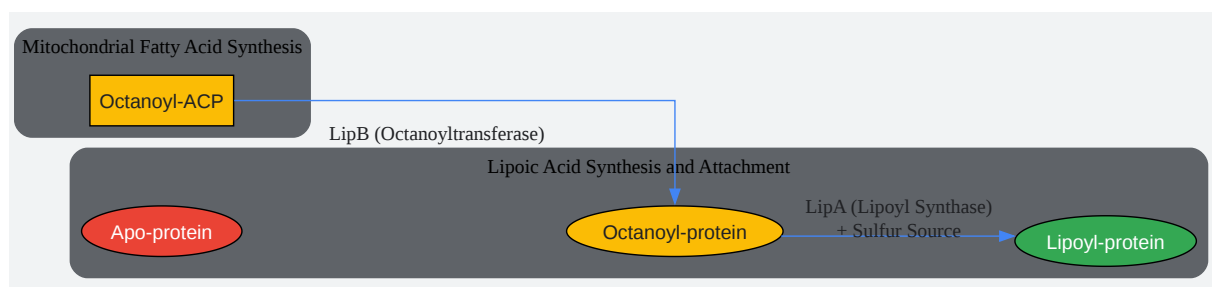 Mitochondrial Fatty Acid Synthesis
Octanoyl-ACP
LipB (Octanoyltransferase)
Lipoic Acid Synthesis and Attachment
Apo-protein
Octanoyl-protein
LipA (Lipoyl Synthase)
+ Sulfur Source
Lipoyl-protein